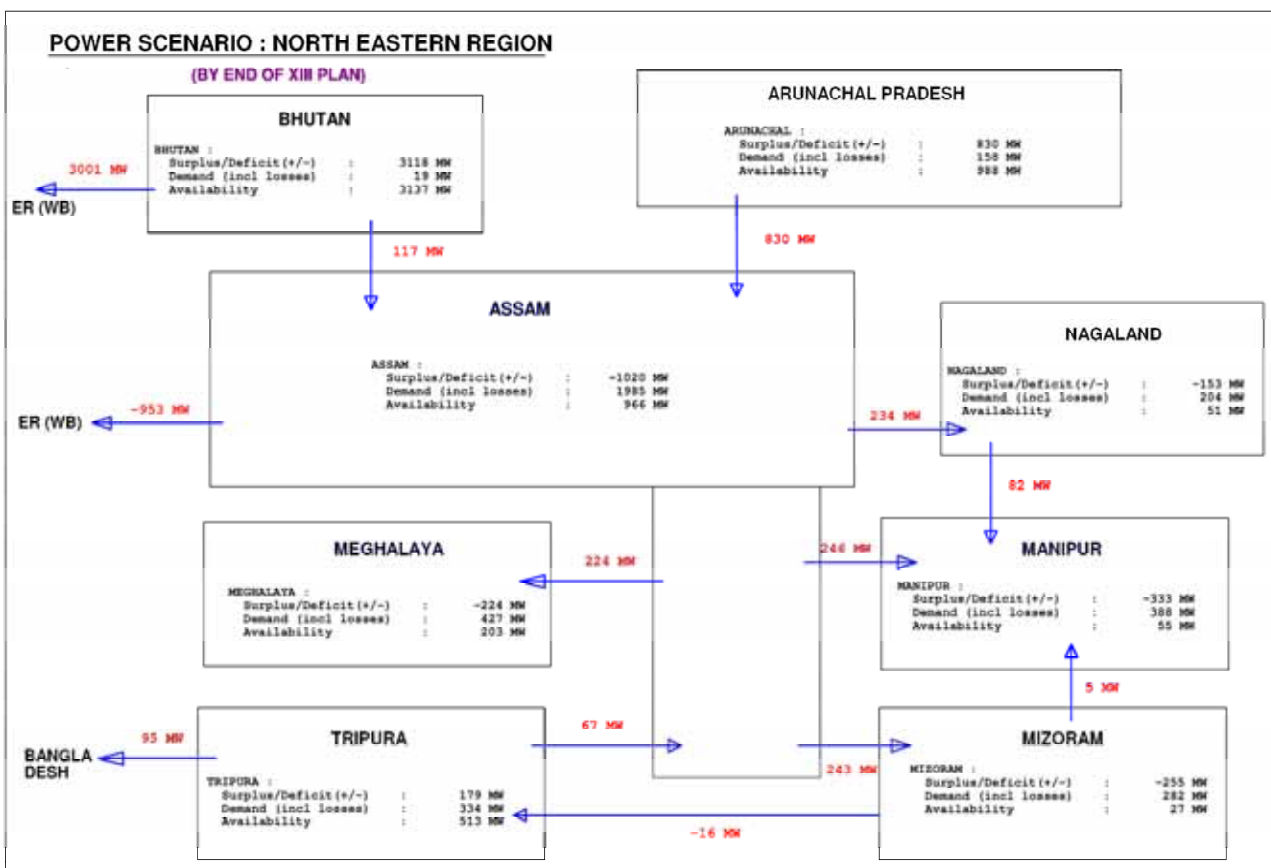 POWER SCENARIO : NORTH EASTERN REGION
(BY END OF XIII PLAN)
BHUTAN
BHUTAN :
Surplus/Deficit(+/-) : 3118 MW
Demand (incl losses) : 19 MW
Availability : 3137 MW
ARUNACHAL PRADESH
ARUNACHAL :
Surplus/Deficit(+/-) : 830 MW
Demand (incl losses) : 158 MW
Availability : 988 MW
3001 MW
ER (WB)
117 MW
830 MW
ASSAM
ASSAM :
Surplus/Deficit(+/-) : -1020 MW
Demand (incl losses) : 1985 MW
Availability : 966 MW
NAGALAND
NAGALAND :
Surplus/Deficit(+/-) : -153 MW
Demand (incl losses) : 204 MW
Availability : 51 MW
-953 MW
ER (WB)
234 MW
82 MW
MEGHALAYA
MEGHALAYA :
Surplus/Deficit(+/-) : -224 MW
Demand (incl losses) : 427 MW
Availability : 203 MW
224 MW
246 MW
MANIPUR
MANIPUR :
Surplus/Deficit(+/-) : -333 MW
Demand (incl losses) : 388 MW
Availability : 55 MW
5 MW
95 MW
BANGLA
DESH
TRIPURA
TRIPURA :
Surplus/Deficit(+/-) : 179 MW
Demand (incl losses) : 334 MW
Availability : 513 MW
67 MW
243 MW
MIZORAM
MIZORAM :
Surplus/Deficit(+/-) : -255 MW
Demand (incl losses) : 282 MW
Availability : 27 MW
-16 MW